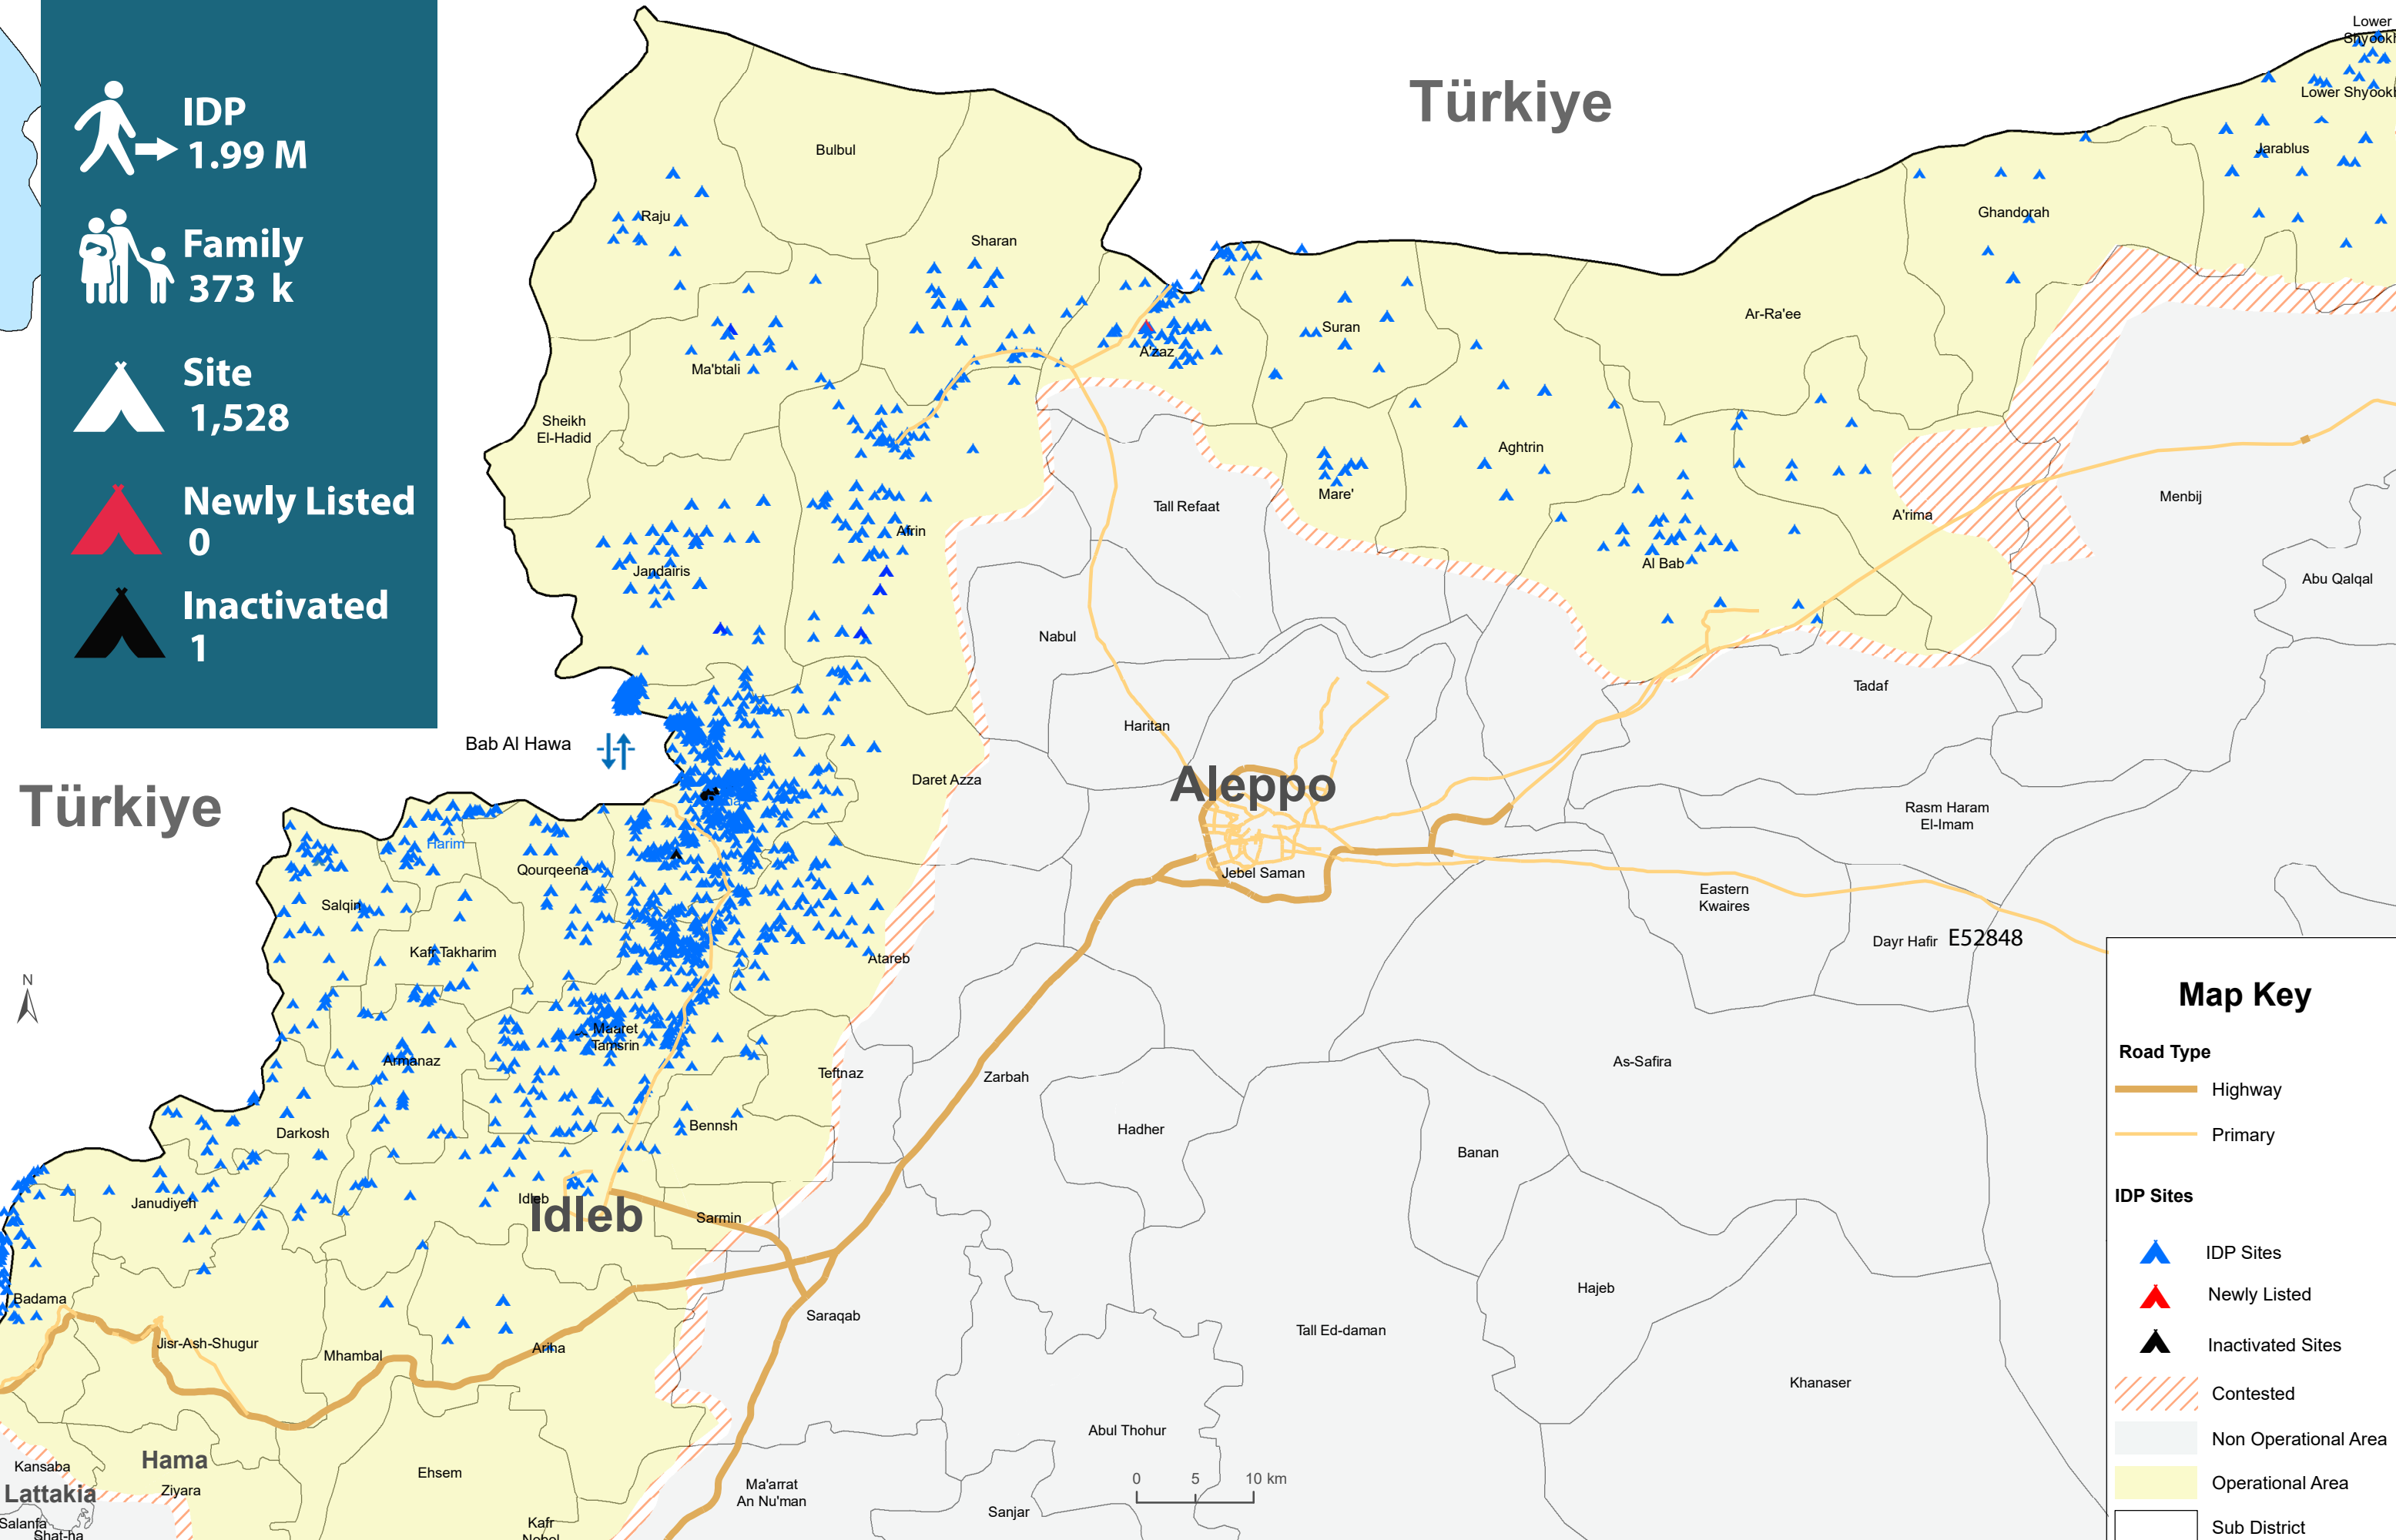 IDP
1.99 M
Family
373 k
Site
1,528
Newly Listed
0
Inactivated
1
Türkiye
Lower
Lower Shyookh
Jarablus
Bulbul
Raju
Sharan
Ghandorah
Ar-Ra'ee
Suran
A'zaz
Ma'btali
Sheikh
El-Hadid
Aghtrin
Mare'
Tall Refaat
Menbij
A'rima
Afrin
Al Bab
Jandairis
Abu Qalqal
Nabul
Tadaf
Haritan
Bab Al Hawa
Daret Azza
Aleppo
Türkiye
Rasm Haram
El-Imam
Harim
Qourqeena
Jebel Saman
Eastern
Kwaires
Salqin
Dayr Hafir
E52848
Kafr Takharim
Atareb
N
Maaret
Tamsrin
Armanaz
Teftnaz
Zarbah
As-Safira
Bennsh
Darkosh
Hadher
Banan
Janudiyeh
Idleb
Idleb
Sarmin
Badama
Hajeb
Saraqab
Tall Ed-daman
Jisr-Ash-Shugur
Mhambal
Ariha
Khanaser
Abul Thohur
Hama
Kansaba
Ehsem
Ma'arrat
An Nu'man
Lattakia
Ziyara
Sanjar
Salanfa
Shat-ha
Kafr
Nobol
0 5 10 km
Map Key
Road Type
Highway
Primary
IDP Sites
IDP Sites
Newly Listed
Inactivated Sites
Contested
Non Operational Area
Operational Area
Sub District